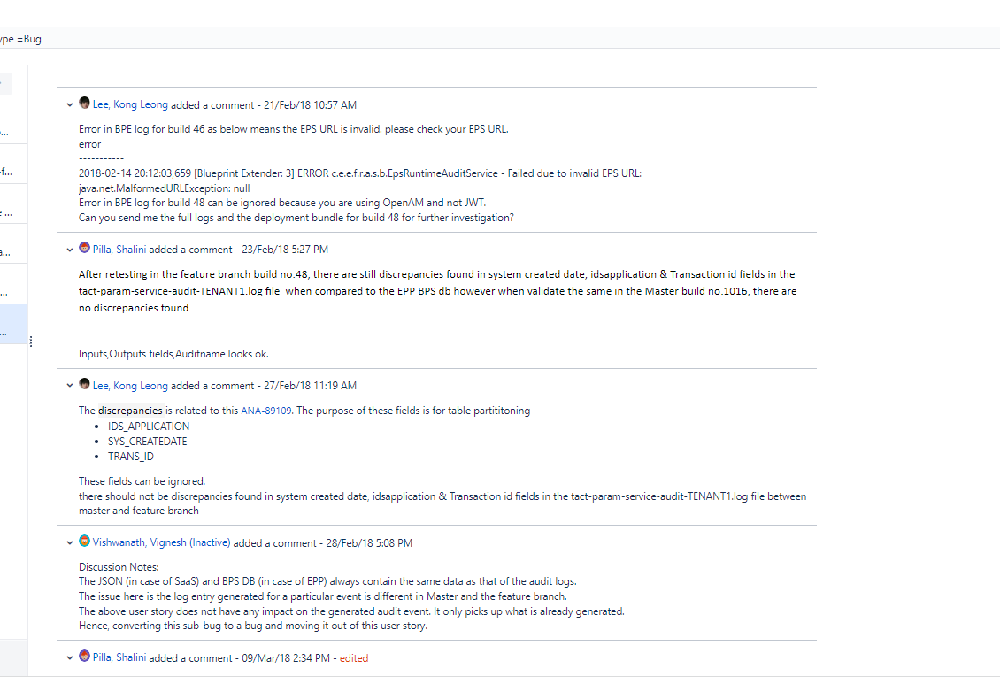 ype =Bug
Lee, Kong Leong added a comment - 21/Feb/18 10:57 AM
Error in BPE log for build 46 as below means the EPS URL is invalid. please check your EPS URL.
error
-----------
2018-02-14 20:12:03,659 [Blueprint Extender: 3] ERROR c.e.e.f.r.a.s.b.EpsRuntimeAuditService - Failed due to invalid EPS URL:
java.net.MalformedURLException: null
Error in BPE log for build 48 can be ignored because you are using OpenAM and not JWT.
Can you send me the full logs and the deployment bundle for build 48 for further investigation?
Pilla, Shalini added a comment - 23/Feb/18 5:27 PM
After retesting in the feature branch build no.48, there are still discrepancies found in system created date, idsapplication & Transaction id fields in the
tact-param-service-audit-TENANT1.log file  when compared to the EPP BPS db however when validate the same in the Master build no.1016, there are
no discrepancies found .
Inputs,Outputs fields,Auditname looks ok.
Lee, Kong Leong added a comment - 27/Feb/18 11:19 AM
The discrepancies is related to this ANA-89109. The purpose of these fields is for table partititoning
• IDS_APPLICATION
• SYS_CREATEDATE
• TRANS_ID
These fields can be ignored.
there should not be discrepancies found in system created date, idsapplication & Transaction id fields in the tact-param-service-audit-TENANT1.log file between
master and feature branch
Vishwanath, Vignesh (Inactive) added a comment - 28/Feb/18 5:08 PM
Discussion Notes:
The JSON (in case of SaaS) and BPS DB (in case of EPP) always contain the same data as that of the audit logs.
The issue here is the log entry generated for a particular event is different in Master and the feature branch.
The above user story does not have any impact on the generated audit event. It only picks up what is already generated.
Hence, converting this sub-bug to a bug and moving it out of this user story.
Pilla, Shalini added a comment - 09/Mar/18 2:34 PM - edited